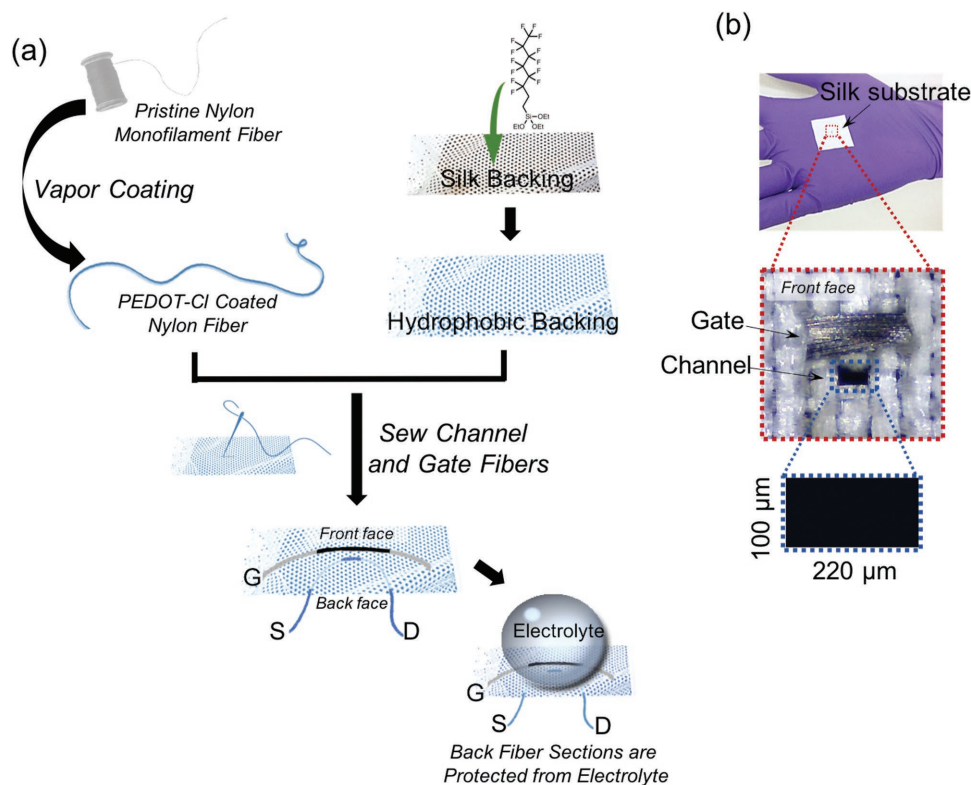 (a)
Pristine Nylon
Monofilament Fiber
Vapor Coating
PEDOT-Cl Coated
Nylon Fiber
F
F
F
F
F
F
F
F
F
F
F
F
F
Si
OEt
EtO
OEt
Silk Backing
Hydrophobic Backing
Sew Channel
and Gate Fibers
Front face
G
Back face
S
D
Electrolyte
G
S
D
Back Fiber Sections are
Protected from Electrolyte
(b)
Silk substrate
Front face
Gate
Channel
100 µm
220 µm